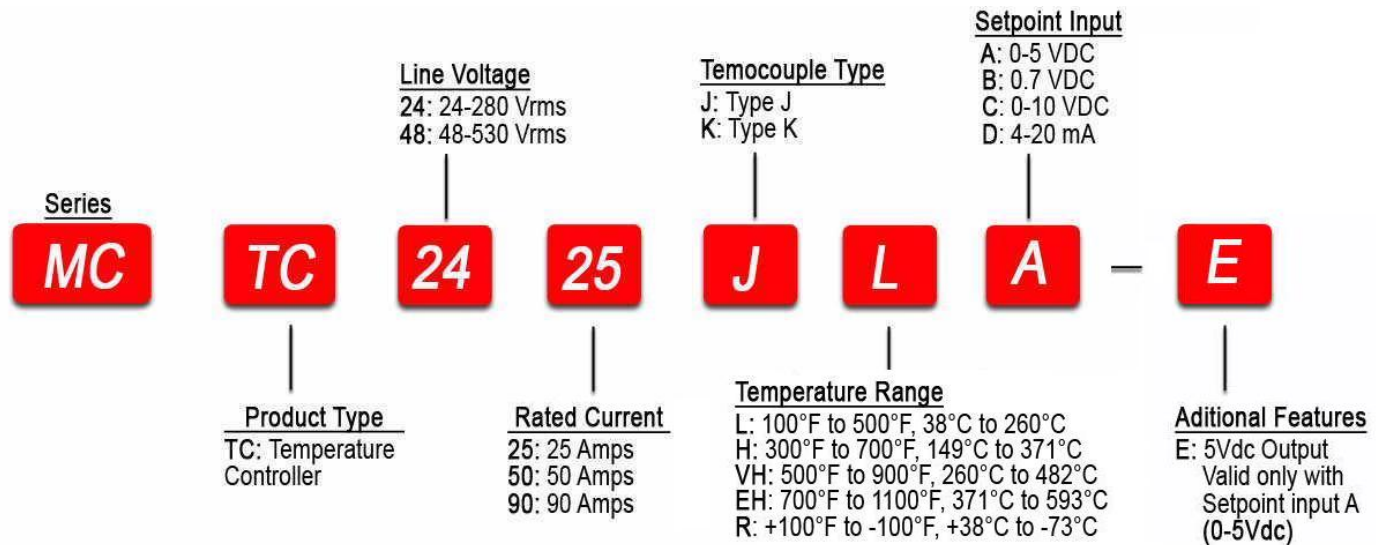 Setpoint Input
A: 0-5 VDC
B: 0.7 VDC
C: 0-10 VDC
D: 4-20 mA
Line Voltage
24: 24-280 Vrms
48: 48-530 Vrms
Temocouple Type
J: Type J
K: Type K
Series
MC TC 24 25 J L A – E
Product Type
TC: Temperature
Controller
Rated Current
25: 25 Amps
50: 50 Amps
90: 90 Amps
Temperature Range
L: 100°F to 500°F, 38°C to 260°C
H: 300°F to 700°F, 149°C to 371°C
VH: 500°F to 900°F, 260°C to 482°C
EH: 700°F to 1100°F, 371°C to 593°C
R: +100°F to -100°F, +38°C to -73°C
Aditional Features
E: 5Vdc Output
Valid only with
Setpoint input A
(0-5Vdc)